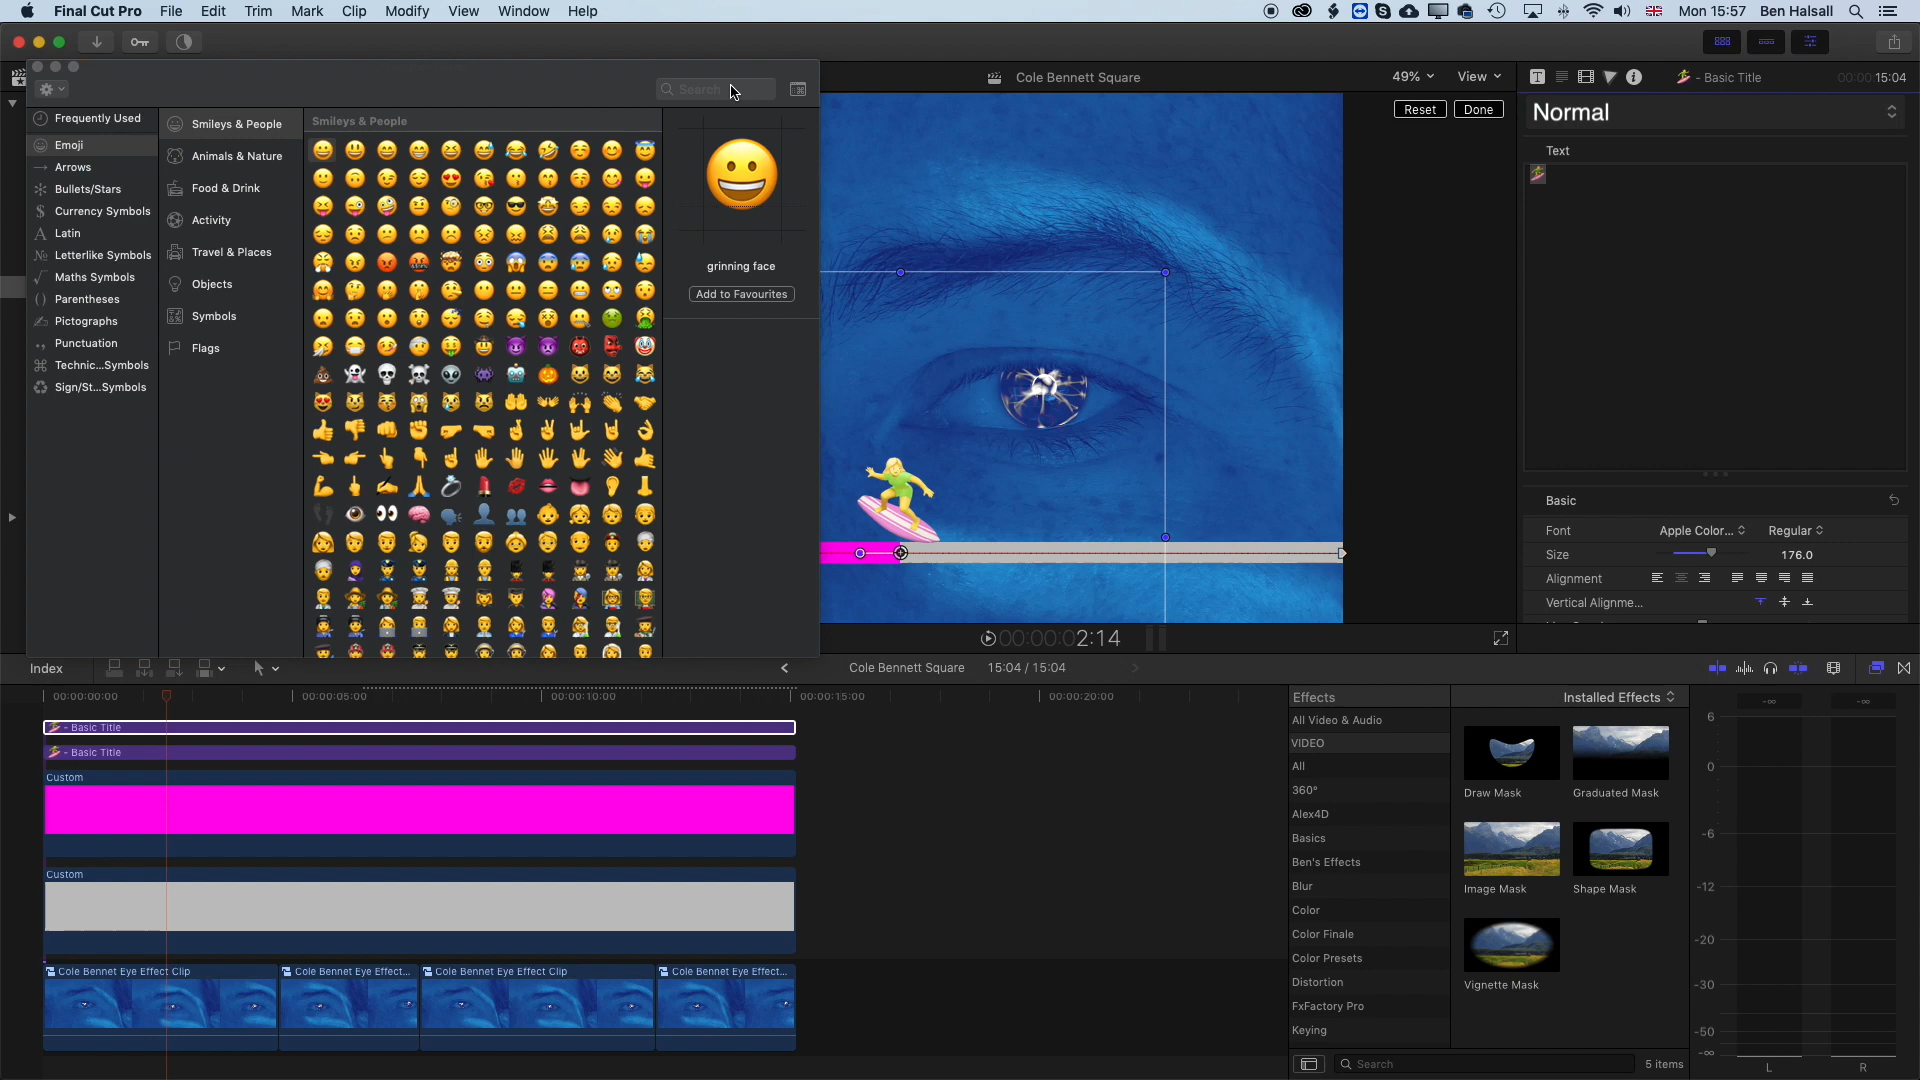 Final Cut Pro File Edit Trim Mark Clip Modify View Window Help
Mon 15:57 Ben Halsall
Cole Bennett Square
49%
View
- Basic Title
00:00:15:04
Search
Reset
Done
Normal
Text
Frequently Used
Emoji
Arrows
Bullets/Stars
Currency Symbols
Latin
Letterlike Symbols
Maths Symbols
Parentheses
Pictographs
Punctuation
Technic...Symbols
Sign/St...Symbols
Smileys & People
Animals & Nature
Food & Drink
Activity
Travel & Places
Objects
Symbols
Flags
Smileys & People
grinning face
Add to Favourites
Basic
Font
Apple Color...
Regular
Size
176.0
Alignment
Vertical Alignme...
00:00:00:02:14
Index
Cole Bennett Square
15:04 / 15:04
00:00:00:00
00:00:05:00
00:00:10:00
00:00:15:00
00:00:20:00
- Basic Title
- Basic Title
Custom
Custom
Cole Bennet Eye Effect Clip
Cole Bennet Eye Effect...
Cole Bennet Eye Effect Clip
Cole Bennet Eye Effect...
Effects
Installed Effects
All Video & Audio
VIDEO
All
360°
Alex4D
Basics
Ben's Effects
Blur
Color
Color Finale
Color Presets
Distortion
FxFactory Pro
Keying
Draw Mask
Graduated Mask
Image Mask
Shape Mask
Vignette Mask
Search
5 items
-∞
-∞
6
0
-6
-12
-20
-30
-50
-∞
L
R